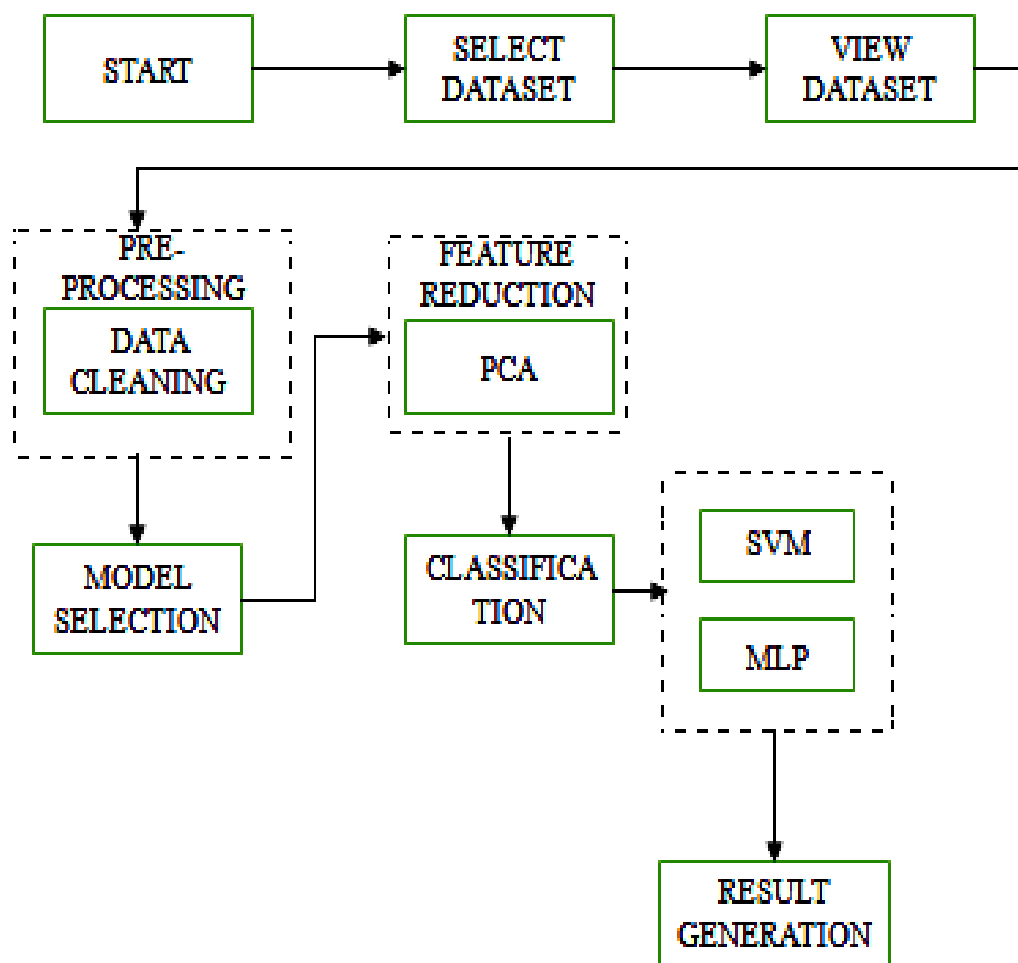 START
SELECT
DATASET
VIEW
DATASET
PRE-
PROCESSING
DATA
CLEANING
FEATURE
REDUCTION
PCA
MODEL
SELECTION
CLASSIFICA
TION
SVM
MLP
RESULT
GENERATION